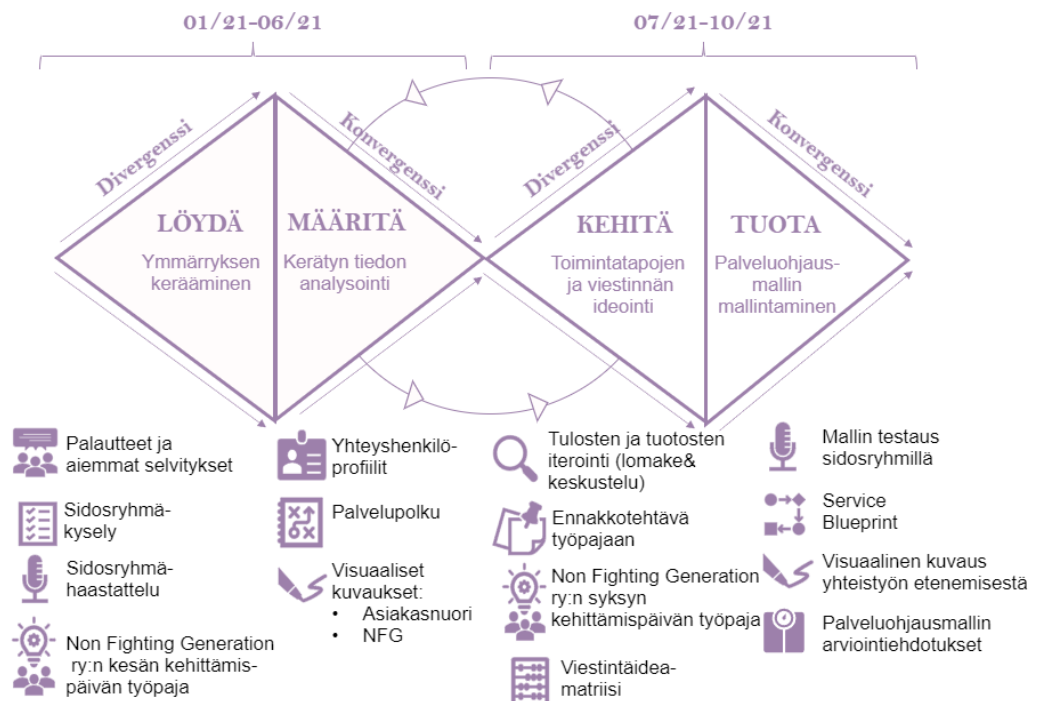 01/21-06/21
07/21-10/21
Divergenssi
Konvergenssi
Divergenssi
Konvergenssi
LÖYDÄ
Ymmärryksen
kerääminen
MÄÄRITÄ
Kerätyn tiedon
analysointi
KEHITÄ
Toimintatapojen
ja viestinnän
ideointi
TUOTA
Palveluohjaus-
mallin
mallintaminen
Palautteet ja
aiemmat selvitykset
Sidosryhmä-
kysely
Sidosryhmä-
haastattelu
Non Fighting Generation
ry:n kesän kehittämis-
päivän työpaja
Yhteyshenkilö-
profiilit
Palvelupolku
Visuaaliset
kuvaukset:
• Asiakasnuori
• NFG
Tulosten ja tuotosten
iterointi (lomake&
keskustelu)
Ennakkotehtävä
työpajaan
Non Fighting Generation
ry:n syksyn
kehittämispäivän työpaja
Viestintäidea-
matriisi
Mallin testaus
sidosryhmillä
Service
Blueprint
Visuaalinen kuvaus
yhteistyön etenemisestä
Palveluohjausmallin
arviointiehdotukset